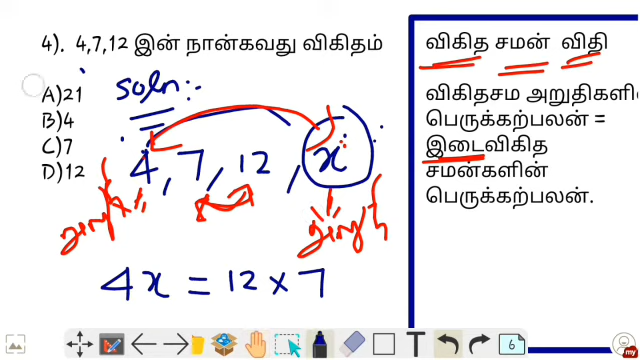 4). 4,7,12 இன் நான்கவது விகிதம்
A)21
B)4
C)7
D)12
soln:-
4, 7, 12, x
4x = 12 × 7
விகித சமன் விதி
விகிதசம அறுதிகளி
பெருக்கற்பலன் =
இடைவிகித
சமன்களின்
பெருக்கற்பலன்.
T
6
my